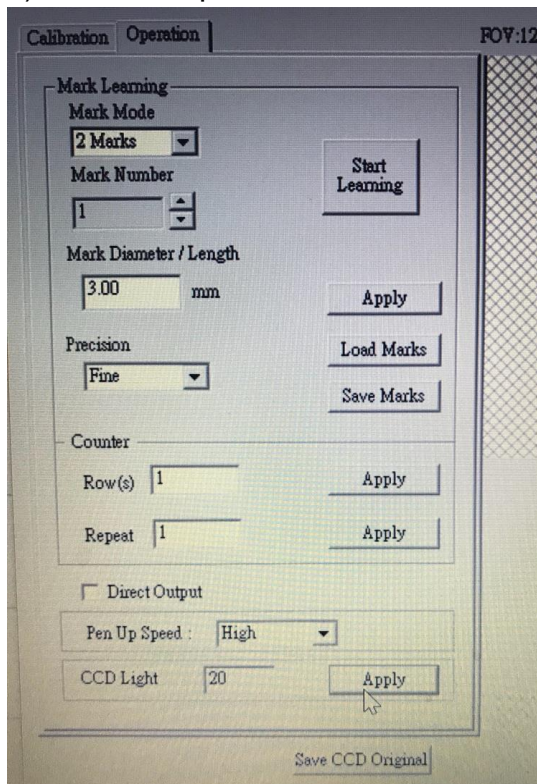 Calibration Operation FOV:12
Mark Learning
Mark Mode
2 Marks
Start
Learning
Mark Number
1
Mark Diameter / Length
3.00 mm Apply
Precision Load Marks
Fine
Save Marks
Counter
Row(s) 1 Apply
Repeat 1 Apply
Direct Output
Pen Up Speed : High
CCD Light 20 Apply
Save CCD Original